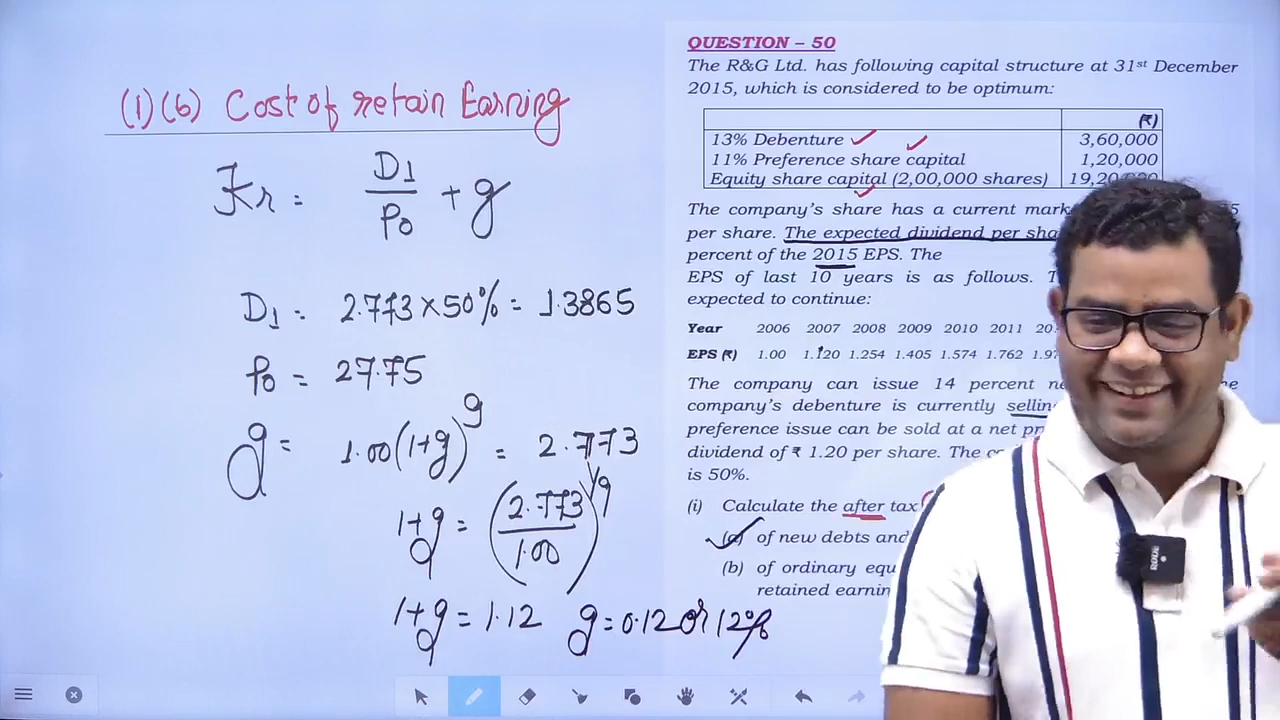 (1)(b) Cost of retain Earning
Kr = D1/P0 + g
D1 = 2.773 × 50% = 1.3865
P0 = 27.75
g = 1.00(1+g)^9 = 2.773
1+g = (2.773/1.00)^1/9
1+g = 1.12 g = 0.12 or 12%
QUESTION – 50
The R&G Ltd. has following capital structure at 31st December
2015, which is considered to be optimum:
(₹)
13% Debenture 3,60,000
11% Preference share capital 1,20,000
Equity share capital (2,00,000 shares) 19,20
The company's share has a current
per share. The expected dividend per
percent of the 2015 EPS. The
EPS of last 10 years is as follows.
expected to continue:
Year 2006 2007 2008 2009 2010 2011
EPS (₹) 1.00 1.120 1.254 1.405 1.574 1.762 1.97
The company can issue 14 percent
company's debenture is currently
preference issue can be sold at a net
dividend of ₹ 1.20 per share. The
is 50%.
(i) Calculate the after tax
(a) of new debts and
(b) of ordinary
retained
RODE